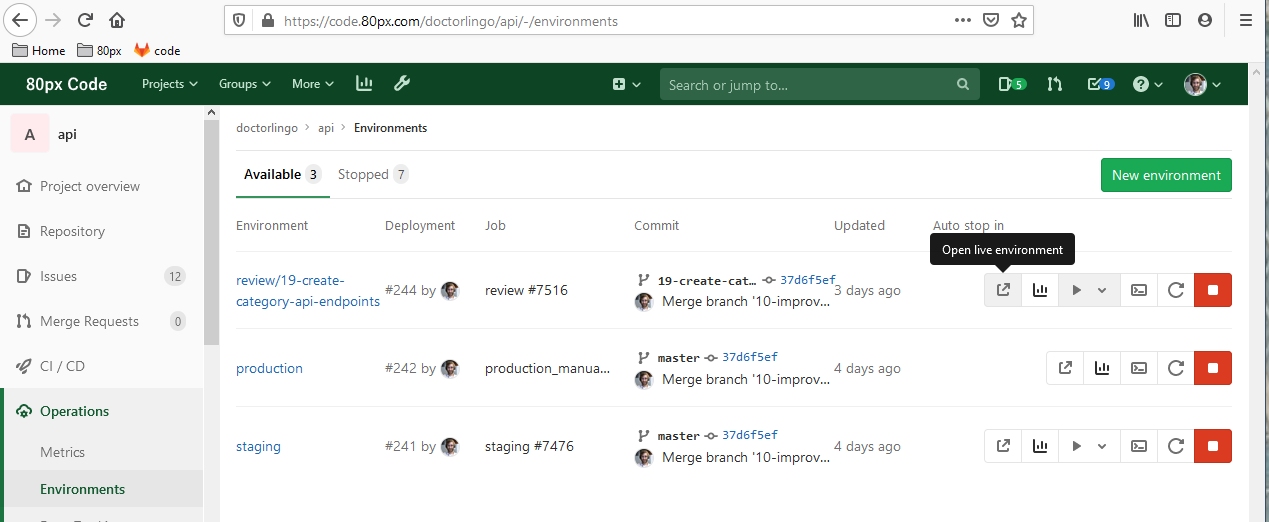 https://code.80px.com/doctorlingo/api/-/environments
Home 80px code
80px Code Projects Groups More Search or jump to... 5 9
A api
Project overview
Repository
Issues 12
Merge Requests 0
CI / CD
Operations
Metrics
Environments
doctorlingo > api > Environments
Available 3 Stopped 7 New environment
Environment Deployment Job Commit Updated Auto stop in
Open live environment
review/19-create-category-api-endpoints #244 by review #7516 19-create-cat… 37d6f5ef Merge branch '10-improv… 3 days ago
production #242 by production_manua… master 37d6f5ef Merge branch '10-improv… 4 days ago
staging #241 by staging #7476 master 37d6f5ef Merge branch '10-improv… 4 days ago